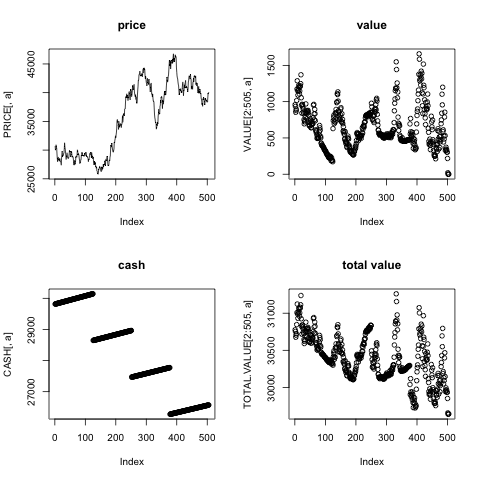 price
PRICE[, a]
45000
35000
25000
0 100 200 300 400 500
Index
value
VALUE[2:505, a]
1500
1000
500
0
0 100 200 300 400 500
Index
cash
CASH[, a]
29000
27000
0 100 200 300 400 500
Index
total value
TOTAL.VALUE[2:505, a]
31000
30500
30000
0 100 200 300 400 500
Index